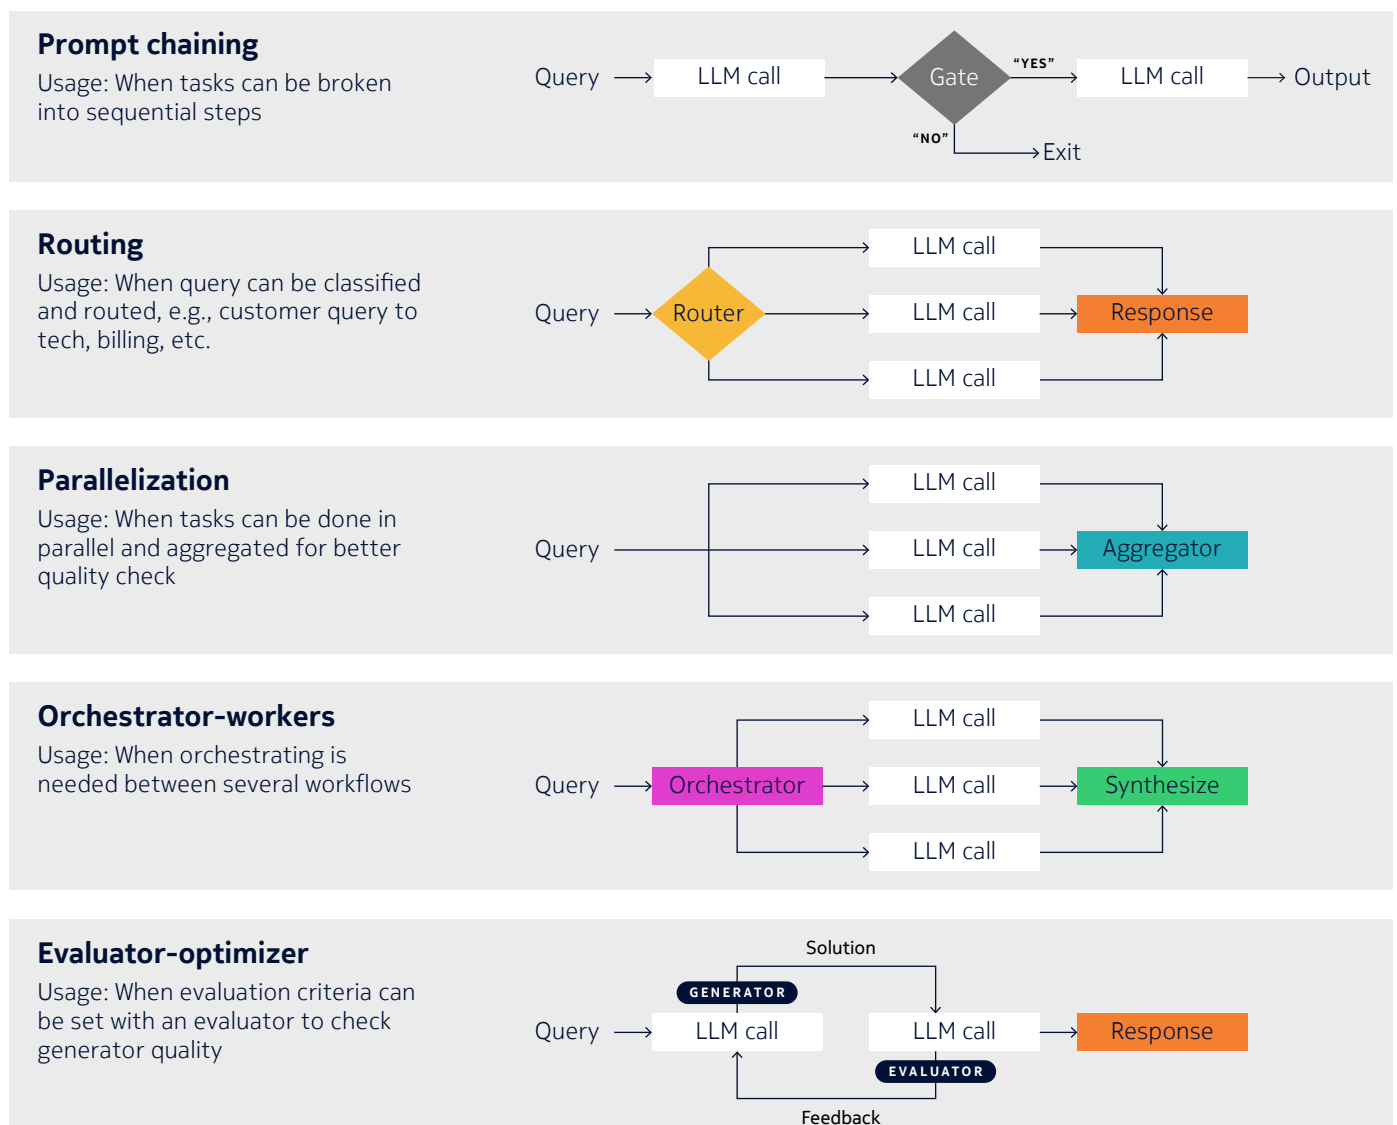 Prompt chaining
Usage: When tasks can be broken
into sequential steps
Query
LLM call
Gate
“YES”
LLM call
Output
“NO”
Exit
Routing
Usage: When query can be classified
and routed, e.g., customer query to
tech, billing, etc.
Query
Router
LLM call
LLM call
LLM call
Response
Parallelization
Usage: When tasks can be done in
parallel and aggregated for better
quality check
Query
LLM call
LLM call
LLM call
Aggregator
Orchestrator-workers
Usage: When orchestrating is
needed between several workflows
Query
Orchestrator
LLM call
LLM call
LLM call
Synthesize
Evaluator-optimizer
Usage: When evaluation criteria can
be set with an evaluator to check
generator quality
Solution
GENERATOR
Query
LLM call
LLM call
Response
EVALUATOR
Feedback